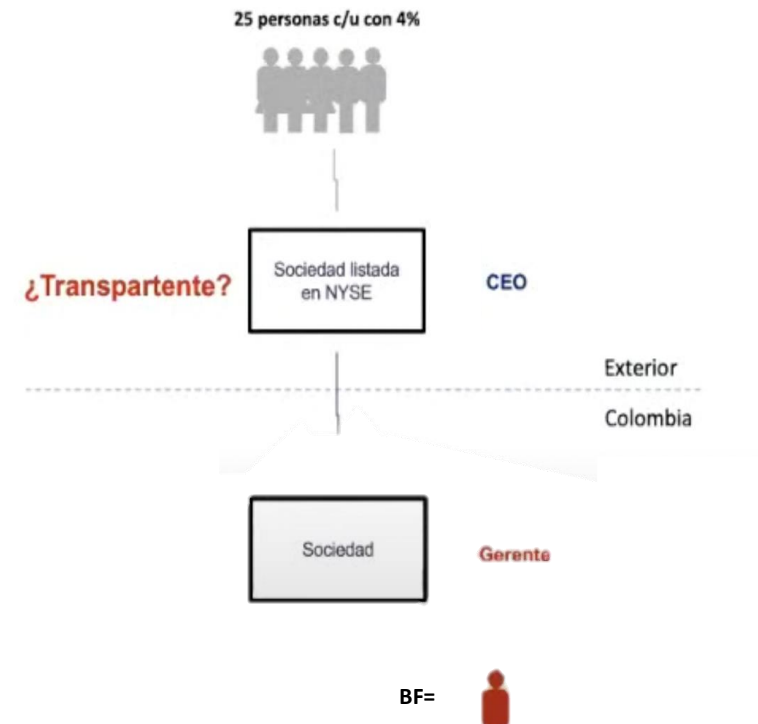 25 personas c/u con 4%
¿Transpartente?
Sociedad listada
en NYSE
CEO
Exterior
Colombia
Sociedad
Gerente
BF=